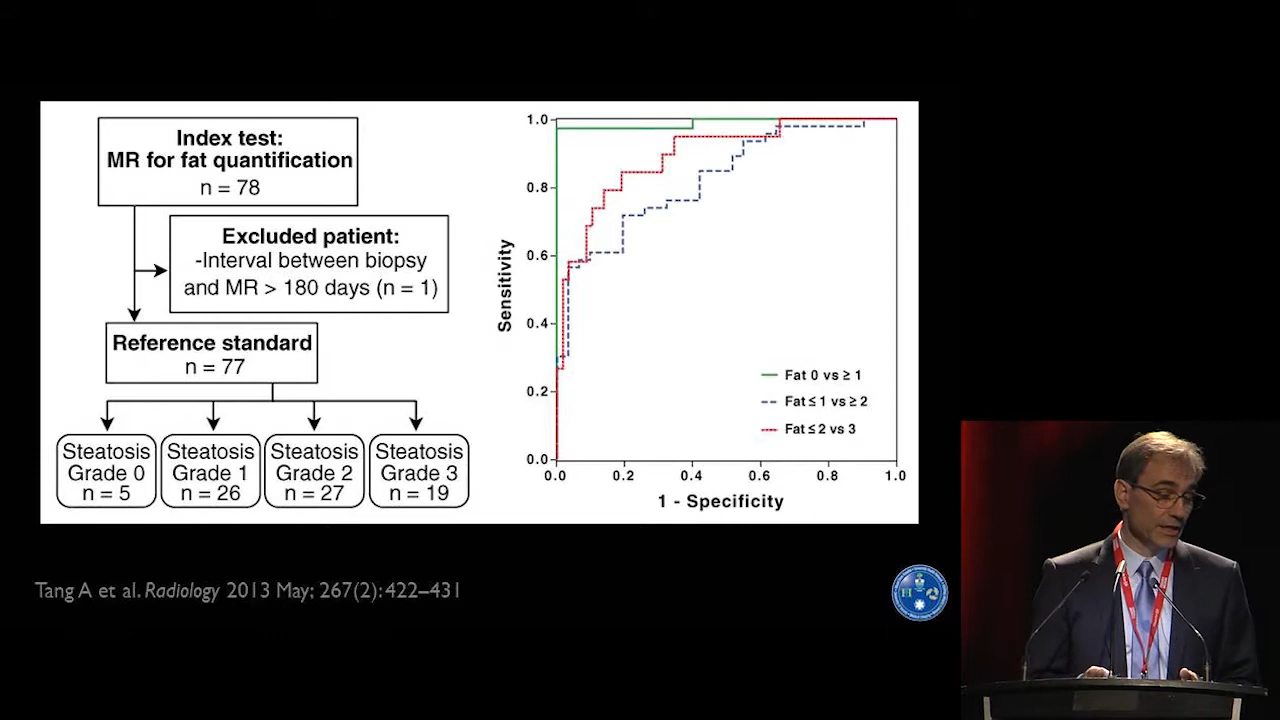 Index test:
MR for fat quantification
n = 78
Excluded patient:
-Interval between biopsy
and MR > 180 days (n = 1)
Reference standard
n = 77
Steatosis
Grade 0
n = 5
Steatosis
Grade 1
n = 26
Steatosis
Grade 2
n = 27
Steatosis
Grade 3
n = 19
Sensitivity
1.0
0.8
0.6
0.4
0.2
0.0
0.0 0.2 0.4 0.6 0.8 1.0
1 - Specificity
Fat 0 vs ≥ 1
Fat ≤ 1 vs ≥ 2
Fat ≤ 2 vs 3
Tang A et al. Radiology 2013 May; 267(2): 422–431